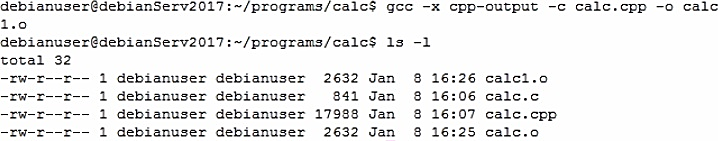 debianuser@debianServ2017:~/programs/calc$ gcc -x cpp-output -c calc.cpp -o calc
1.o
debianuser@debianServ2017:~/programs/calc$ ls -l
total 32
-rw-r--r-- 1 debianuser debianuser  2632 Jan  8 16:26 calc1.o
-rw-r--r-- 1 debianuser debianuser   841 Jan  8 16:06 calc.c
-rw-r--r-- 1 debianuser debianuser 17988 Jan  8 16:07 calc.cpp
-rw-r--r-- 1 debianuser debianuser  2632 Jan  8 16:25 calc.o